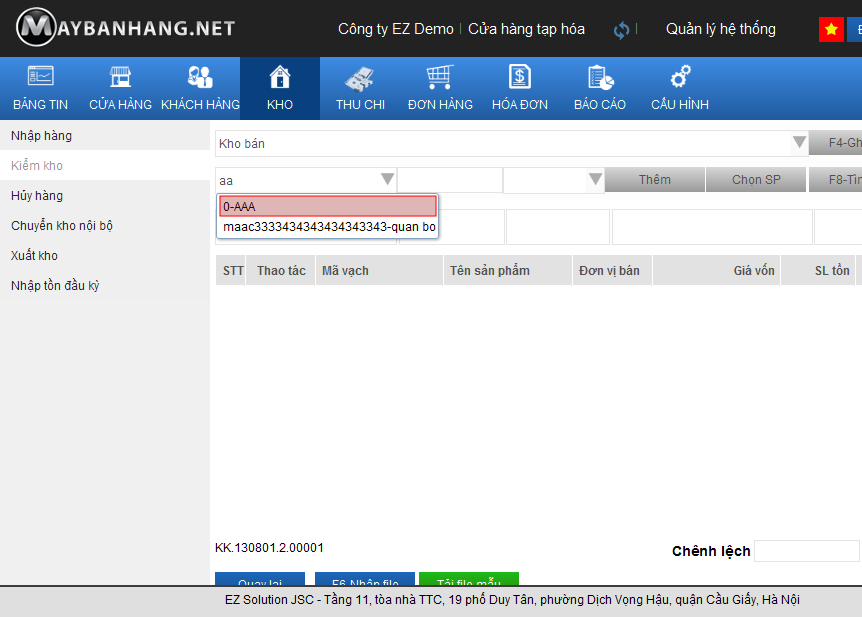 MAYBANHANG.NET
Công ty EZ Demo | Cửa hàng tạp hóa | Quản lý hệ thống
BẢNG TIN CỬA HÀNG KHÁCH HÀNG KHO THU CHI ĐƠN HÀNG HÓA ĐƠN BÁO CÁO CẤU HÌNH
Nhập hàng
Kiểm kho
Hủy hàng
Chuyển kho nội bộ
Xuất kho
Nhập tồn đầu kỳ
Kho bán F4-Gh
aa Thêm Chọn SP F8-Tìr
0-AAA
maac3333434343434343343-quan bo
STT Thao tác Mã vạch Tên sản phẩm Đơn vị bán Giá vốn SL tồn
KK.130801.2.00001
Chênh lệch
Quay lại F6-Nhập file Tải file mẫu
EZ Solution JSC - Tầng 11, tòa nhà TTC, 19 phố Duy Tân, phường Dịch Vọng Hậu, quận Cầu Giấy, Hà Nội